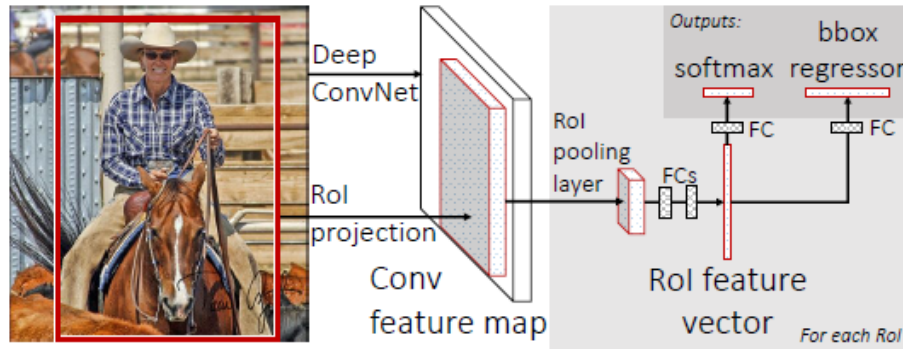 Deep
ConvNet
RoI
projection
Conv
feature map
RoI
pooling
layer
FCs
RoI feature
vector
For each RoI
Outputs:
softmax
bbox
regressor
FC
FC